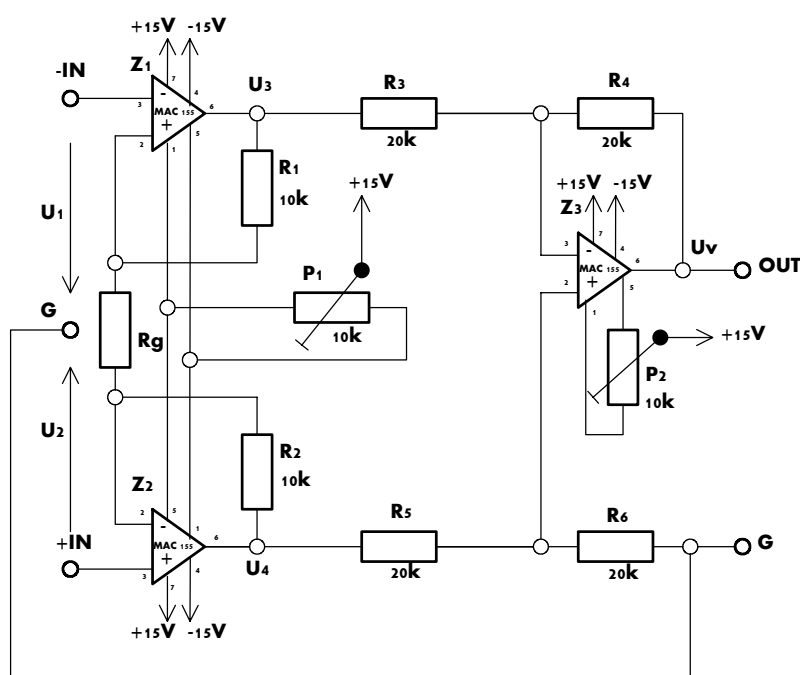 +15V -15V
Z1
-IN
7
4
U3
R3
R4
3
-
MAC 155
6
+
5
2
1
20k
20k
R1
10k
+15V
+15V -15V
Z3
U1
7
4
3
-
6
Uv
MAC 155
OUT
2
+
5
1
P1
G
10k
+15V
Rg
P2
10k
U2
R2
10k
Z2
5
2
-
1
R5
R6
+IN
6
G
MAC 155
+
4
U4
3
7
20k
20k
+15V -15V